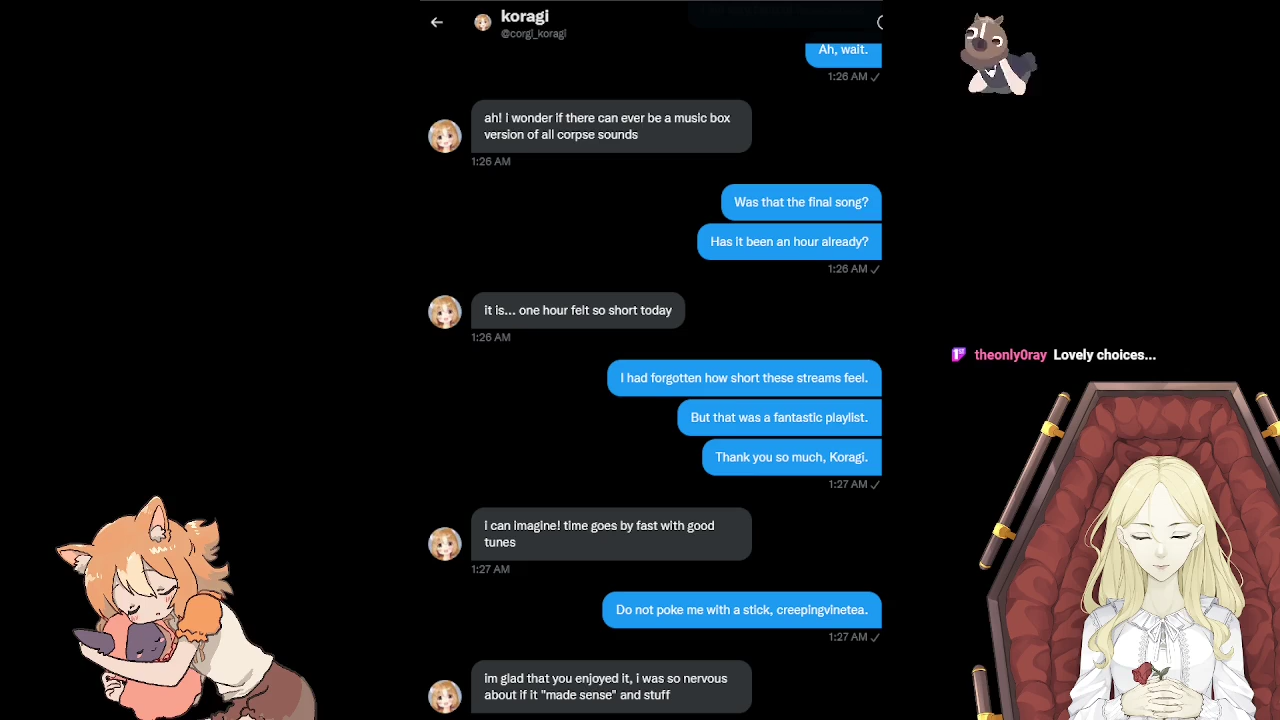 koragi
@corgi_koragi
Ah, wait.
1:26 AM
ah! i wonder if there can ever be a music box
version of all corpse sounds
1:26 AM
Was that the final song?
Has it been an hour already?
1:26 AM
it is... one hour felt so short today
1:26 AM
I had forgotten how short these streams feel.
But that was a fantastic playlist.
Thank you so much, Koragi.
1:27 AM
i can imagine! time goes by fast with good
tunes
1:27 AM
Do not poke me with a stick, creepingvinetea.
1:27 AM
im glad that you enjoyed it, i was so nervous
about if it "made sense" and stuff
theonly0ray Lovely choices...